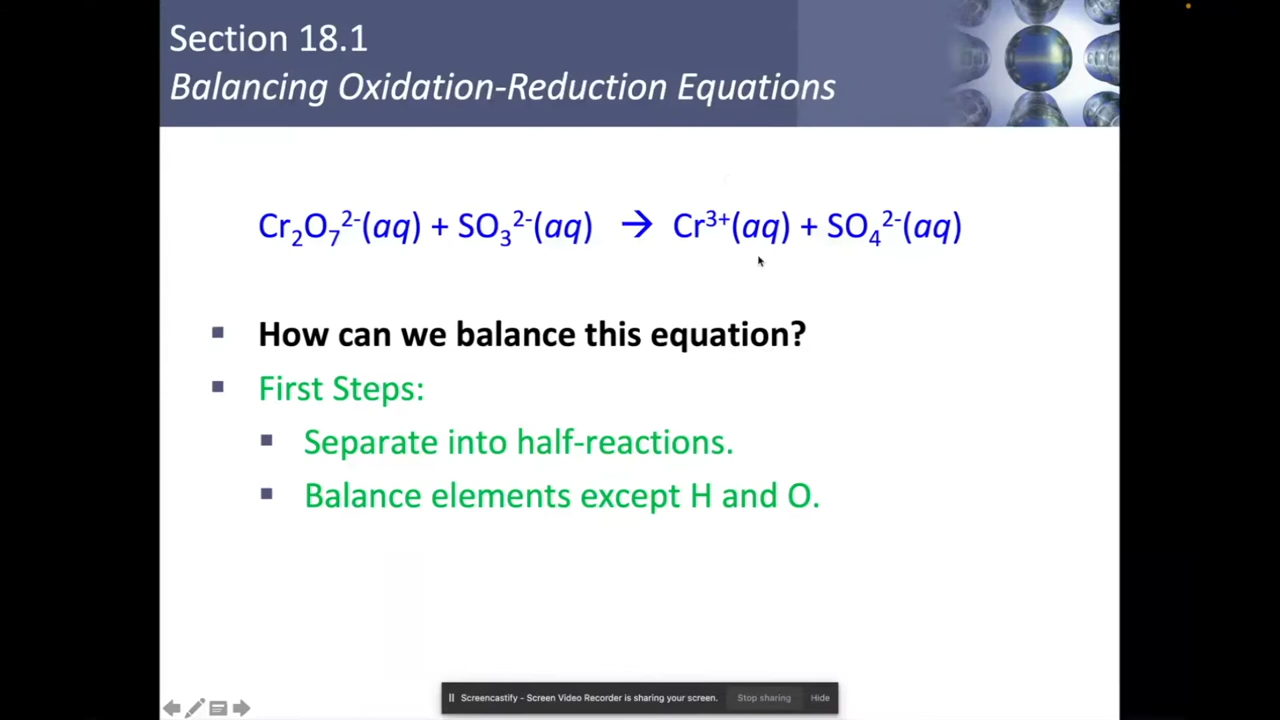 Section 18.1
Balancing Oxidation-Reduction Equations
Cr₂O₇²⁻(aq) + SO₃²⁻(aq) → Cr³⁺(aq) + SO₄²⁻(aq)
▪ How can we balance this equation?
▪ First Steps:
▪ Separate into half-reactions.
▪ Balance elements except H and O.
Screencastify - Screen Video Recorder is sharing your screen. Stop sharing Hide